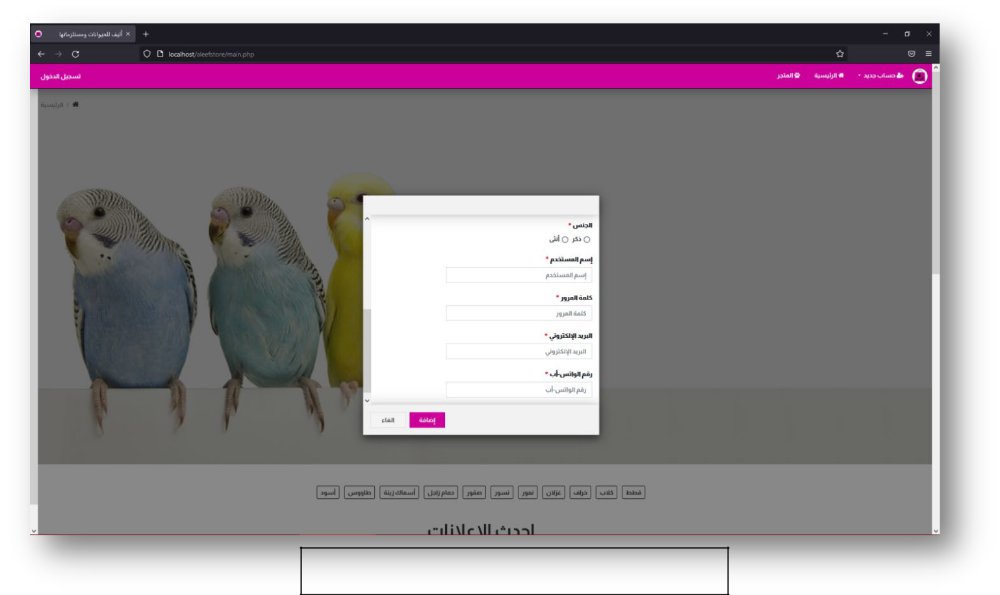 أليف للحيوانات ومستلزماتها
localhost/aleefstore/main.php
حساب جديد
الرئيسية
المتجر
تسجيل الدخول
الرئيسية
الجنس *
ذكر أنثى
إسم المستخدم *
إسم المستخدم
كلمة المرور *
كلمة المرور
البريد الإلكتروني *
البريد الإلكتروني
رقم الواتس-أب *
رقم الواتس-أب
إضافة الغاء
قطط كلاب خراف غزلان نمور نسور صقور حمام زاجل أسماك زينة طاووس أسود
احدث الاعلانات